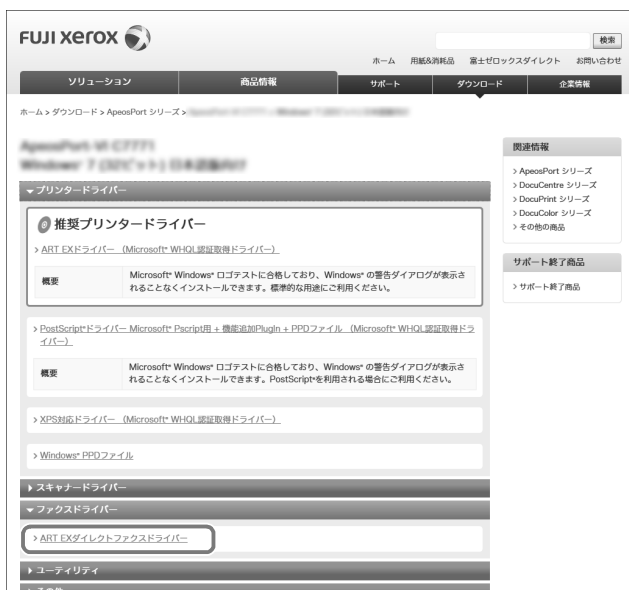 FUJI XEROX
検索
ホーム 用紙&消耗品 富士ゼロックスダイレクト お問い合わせ
ソリューション 商品情報 サポート ダウンロード 企業情報
ホーム > ダウンロード > ApeosPort シリーズ >
プリンタードライバー
推奨プリンタードライバー
> ART EXドライバー （Microsoft® WHQL認証取得ドライバー）
概要
Microsoft® Windows® ロゴテストに合格しており、Windows® の警告ダイアログが表示さ
れることなくインストールできます。標準的な用途にご利用ください。
> PostScript®ドライバー Microsoft® Pscript用 + 機能追加PlugIn + PPDファイル （Microsoft® WHQL認証取得ドラ
イバー）
概要
Microsoft® Windows® ロゴテストに合格しており、Windows® の警告ダイアログが表示さ
れることなくインストールできます。PostScript®を利用される場合にご利用ください。
> XPS対応ドライバー （Microsoft® WHQL認証取得ドライバー）
> Windows® PPDファイル
スキャナードライバー
ファクスドライバー
> ART EXダイレクトファクスドライバー
ユーティリティ
その他
関連情報
> ApeosPort シリーズ
> DocuCentre シリーズ
> DocuPrint シリーズ
> DocuColor シリーズ
> その他の商品
サポート終了商品
> サポート終了商品